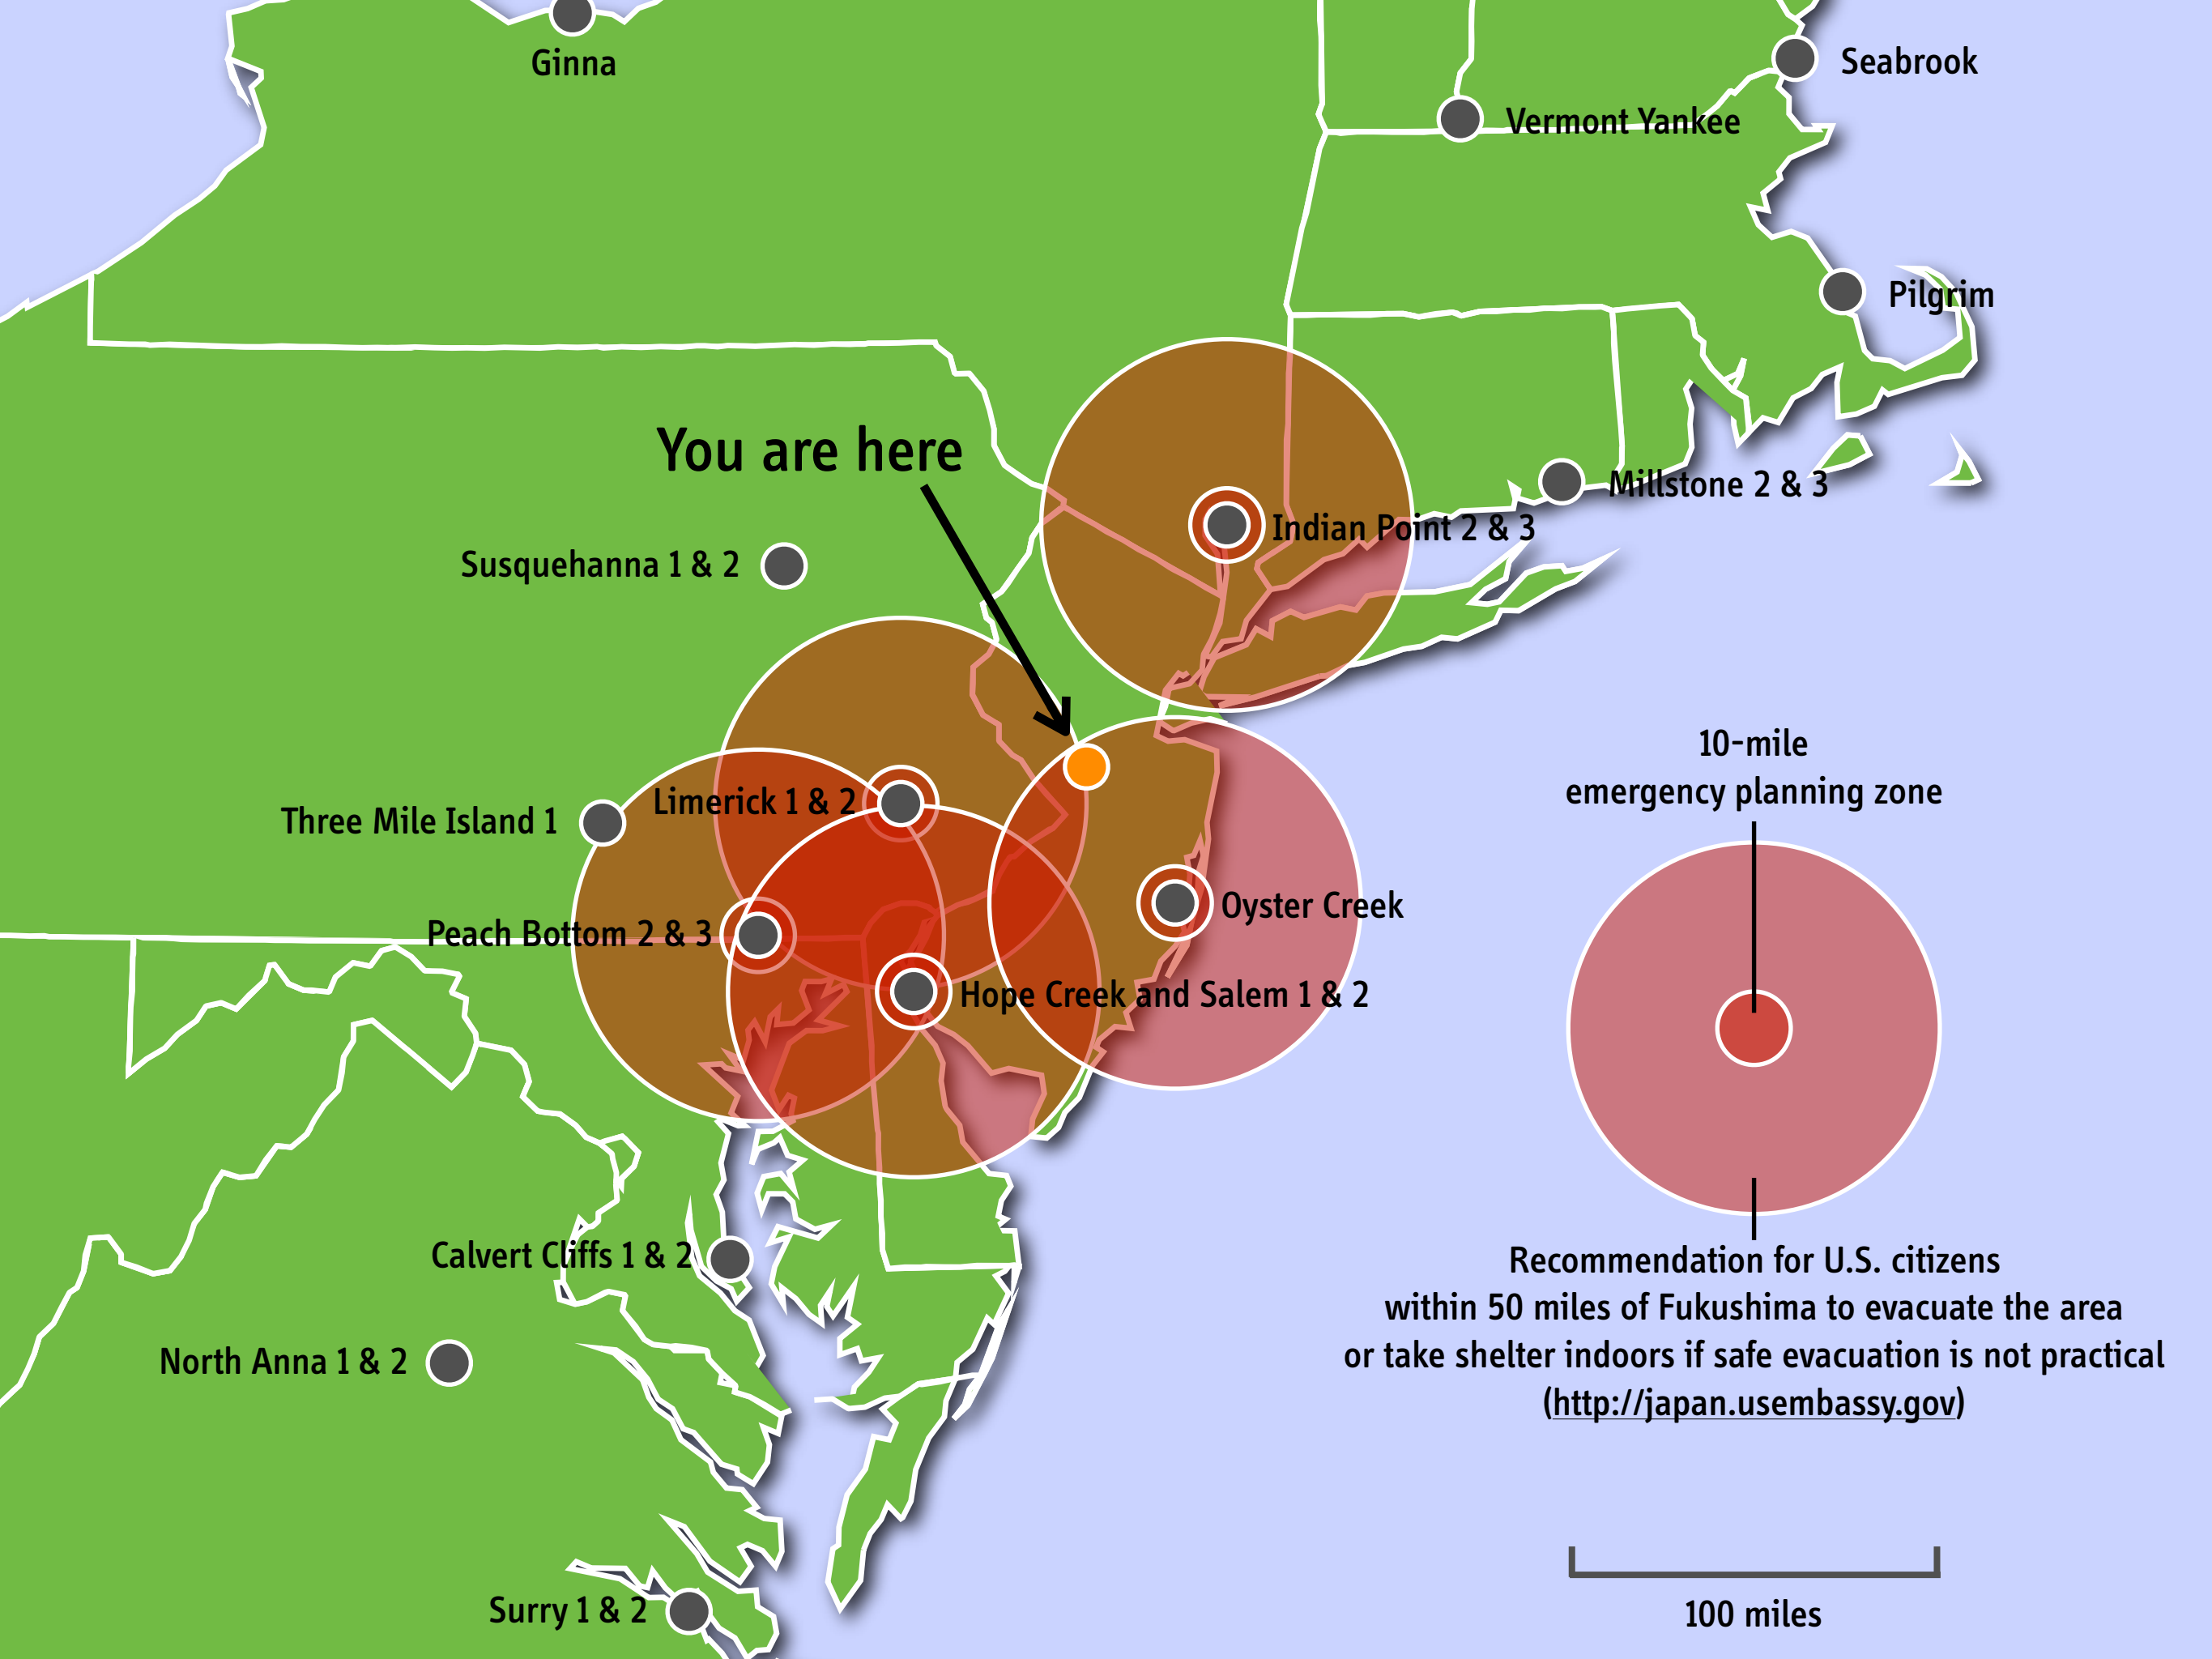 Ginna
Seabrook
Vermont Yankee
Pilgrim
You are here
Millstone 2 & 3
Indian Point 2 & 3
Susquehanna 1 & 2
10-mile
emergency planning zone
Limerick 1 & 2
Three Mile Island 1
Oyster Creek
Peach Bottom 2 & 3
Hope Creek and Salem 1 & 2
Calvert Cliffs 1 & 2
Recommendation for U.S. citizens
within 50 miles of Fukushima to evacuate the area
or take shelter indoors if safe evacuation is not practical
(http://japan.usembassy.gov)
North Anna 1 & 2
Surry 1 & 2
100 miles